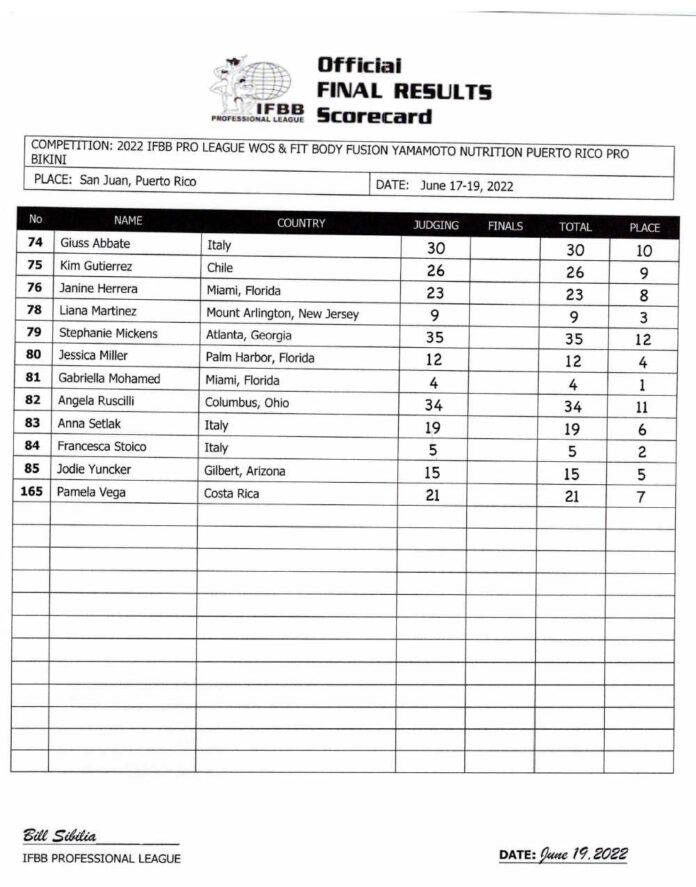 Official
FINAL RESULTS
Scorecard
IFBB
PROFESSIONAL LEAGUE
COMPETITION: 2022 IFBB PRO LEAGUE WOS & FIT BODY FUSION YAMAMOTO NUTRITION PUERTO RICO PRO
BIKINI
PLACE: San Juan, Puerto Rico DATE: June 17-19, 2022
No NAME COUNTRY JUDGING FINALS TOTAL PLACE
74 Giuss Abbate Italy 30 30 10
75 Kim Gutierrez Chile 26 26 9
76 Janine Herrera Miami, Florida 23 23 8
78 Liana Martinez Mount Arlington, New Jersey 9 9 3
79 Stephanie Mickens Atlanta, Georgia 35 35 12
80 Jessica Miller Palm Harbor, Florida 12 12 4
81 Gabriella Mohamed Miami, Florida 4 4 1
82 Angela Ruscilli Columbus, Ohio 34 34 11
83 Anna Setlak Italy 19 19 6
84 Francesca Stoico Italy 5 5 2
85 Jodie Yuncker Gilbert, Arizona 15 15 5
165 Pamela Vega Costa Rica 21 21 7
Bill Sibilia
IFBB PROFESSIONAL LEAGUE
DATE: June 19, 2022